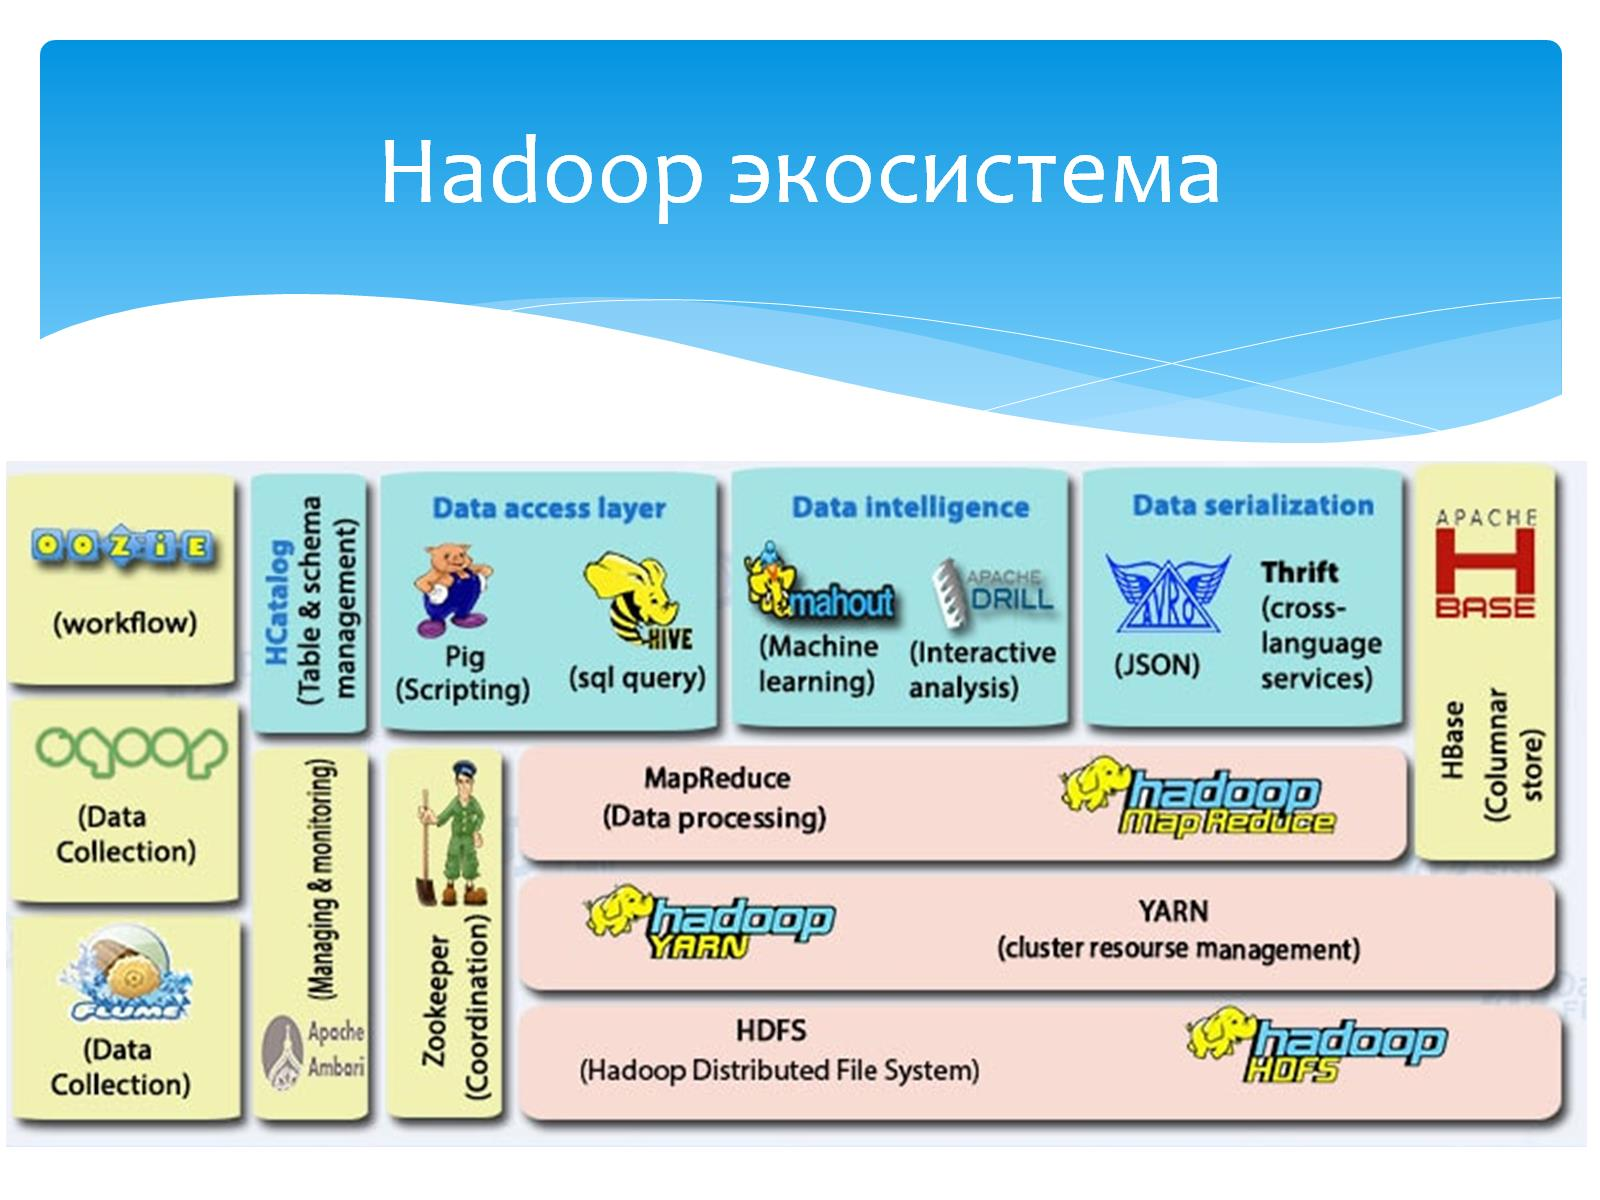 Hadoop экосистема
OOZiE
(workflow)
sqoop
(Data
Collection)
FLUME
(Data
Collection)
HCatalog
(Table & schema
management)
(Managing & monitoring)
Apache
Ambari
Data access layer
Pig
(Scripting)
HIVE
(sql query)
Zookeeper
(Coordination)
Data intelligence
mahout
(Machine
learning)
APACHE
DRILL
(Interactive
analysis)
Data serialization
AVRO
(JSON)
Thrift
(cross-
language
services)
APACHE
H
BASE
HBase
(Columnar
store)
MapReduce
(Data processing)
hadoop
Map Reduce
hadoop
YARN
YARN
(cluster resourse management)
HDFS
(Hadoop Distributed File System)
hadoop
HDFS